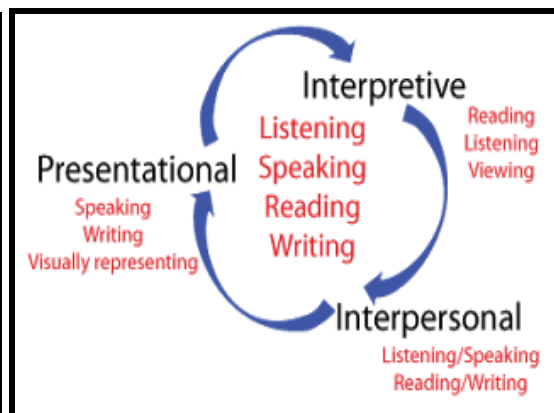 Interpretive
Reading
Listening
Viewing
Listening
Speaking
Reading
Writing
Presentational
Speaking
Writing
Visually representing
Interpersonal
Listening/Speaking
Reading/Writing